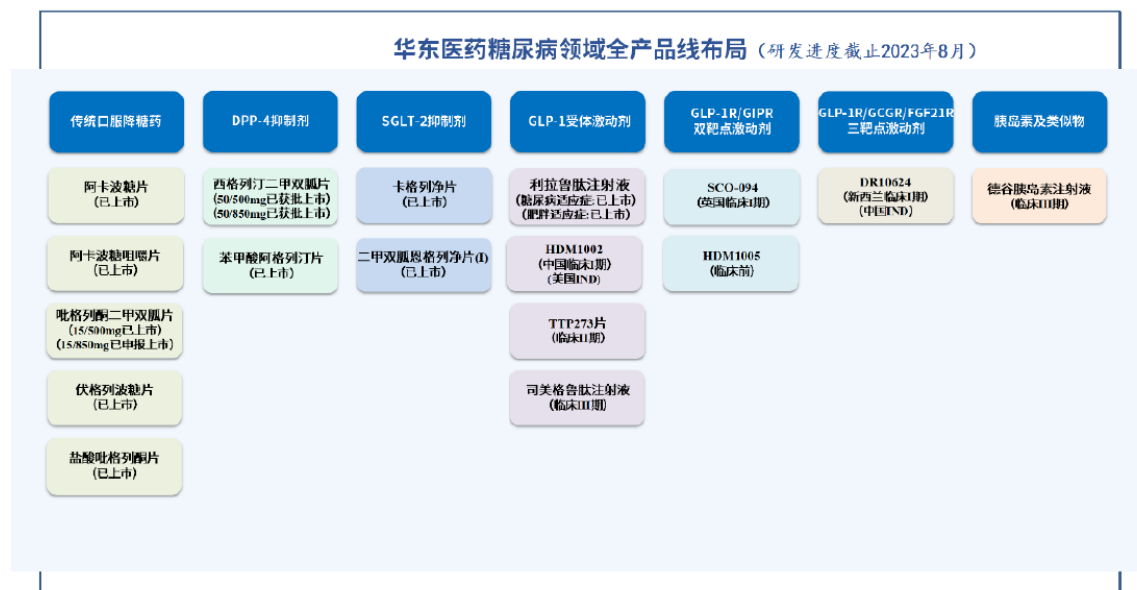 华东医药糖尿病领域全产品线布局（研发进度截止2023年8月）
传统口服降糖药
阿卡波糖片
(已上市)
阿卡波糖咀嚼片
(已上市)
吡格列酮二甲双胍片
(15/500mg已上市)
(15/850mg已申报上市)
伏格列波糖片
(已上市)
盐酸吡格列酮片
(已上市)
DPP-4抑制剂
西格列汀二甲双胍片
(50/500mg已获批上市)
(50/850mg已获批上市)
苯甲酸阿格列汀片
(已上市)
SGLT-2抑制剂
卡格列净片
(已上市)
二甲双胍恩格列净片(I)
(已上市)
GLP-1受体激动剂
利拉鲁肽注射液
(糖尿病适应症:已上市)
(肥胖适应症:已上市)
HDM1002
(中国临床I期)
(美国IND)
TTP273片
(临床II期)
司美格鲁肽注射液
(临床III期)
GLP-1R/GIPR
双靶点激动剂
SCO-094
(英国临床I期)
HDM1005
(临床前)
GLP-1R/GCGR/FGF21R
三靶点激动剂
DR10624
(新西兰临床I期)
(中国IND)
胰岛素及类似物
德谷胰岛素注射液
(临床III期)